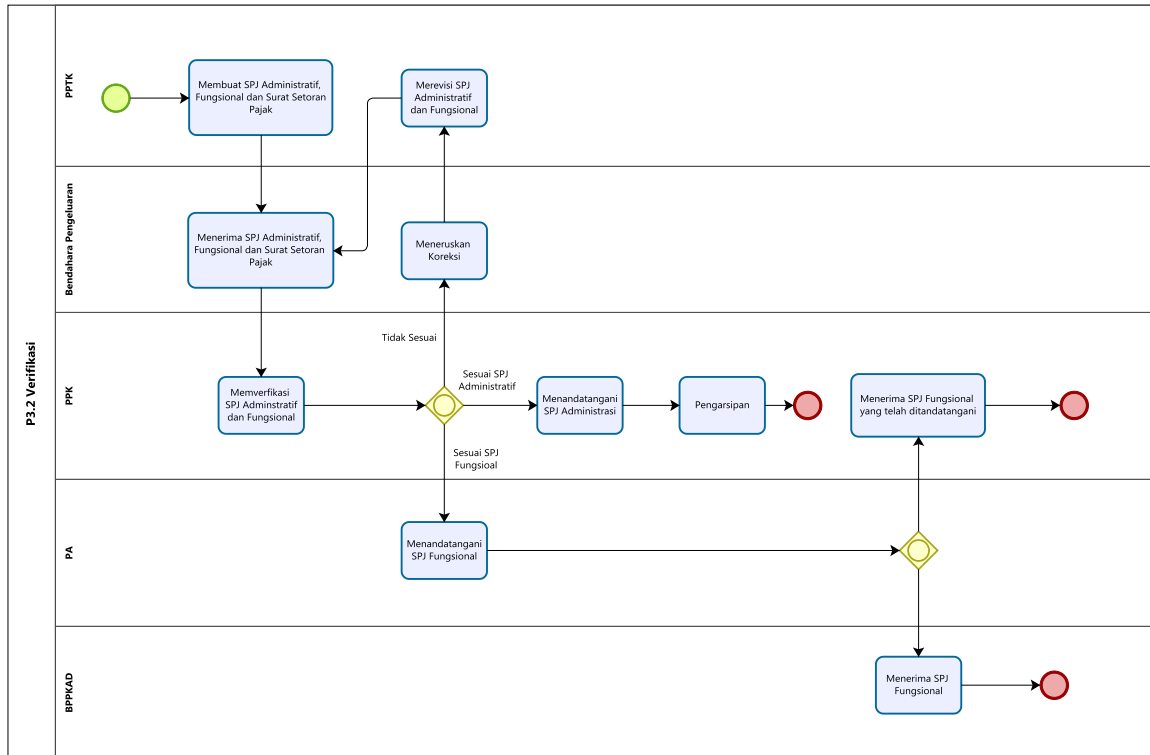 P3.2 Verifikasi
PPTK
Membuat SPJ Administratif,
Fungsional dan Surat Setoran
Pajak
Merevisi SPJ
Administratif
dan Fungsional
Bendahara Pengeluaran
Menerima SPJ Administratif,
Fungsional dan Surat Setoran
Pajak
Meneruskan
Koreksi
PPK
Tidak Sesuai
Memverfikasi
SPJ Adminstratif
dan Fungsional
Sesuai SPJ
Administratif
Menandatangani
SPJ Administrasi
Pengarsipan
Menerima SPJ Fungsional
yang telah ditandatangani
Sesuai SPJ
Fungsioal
PA
Menandatangani
SPJ Fungsional
BPPKAD
Menerima SPJ
Fungsional